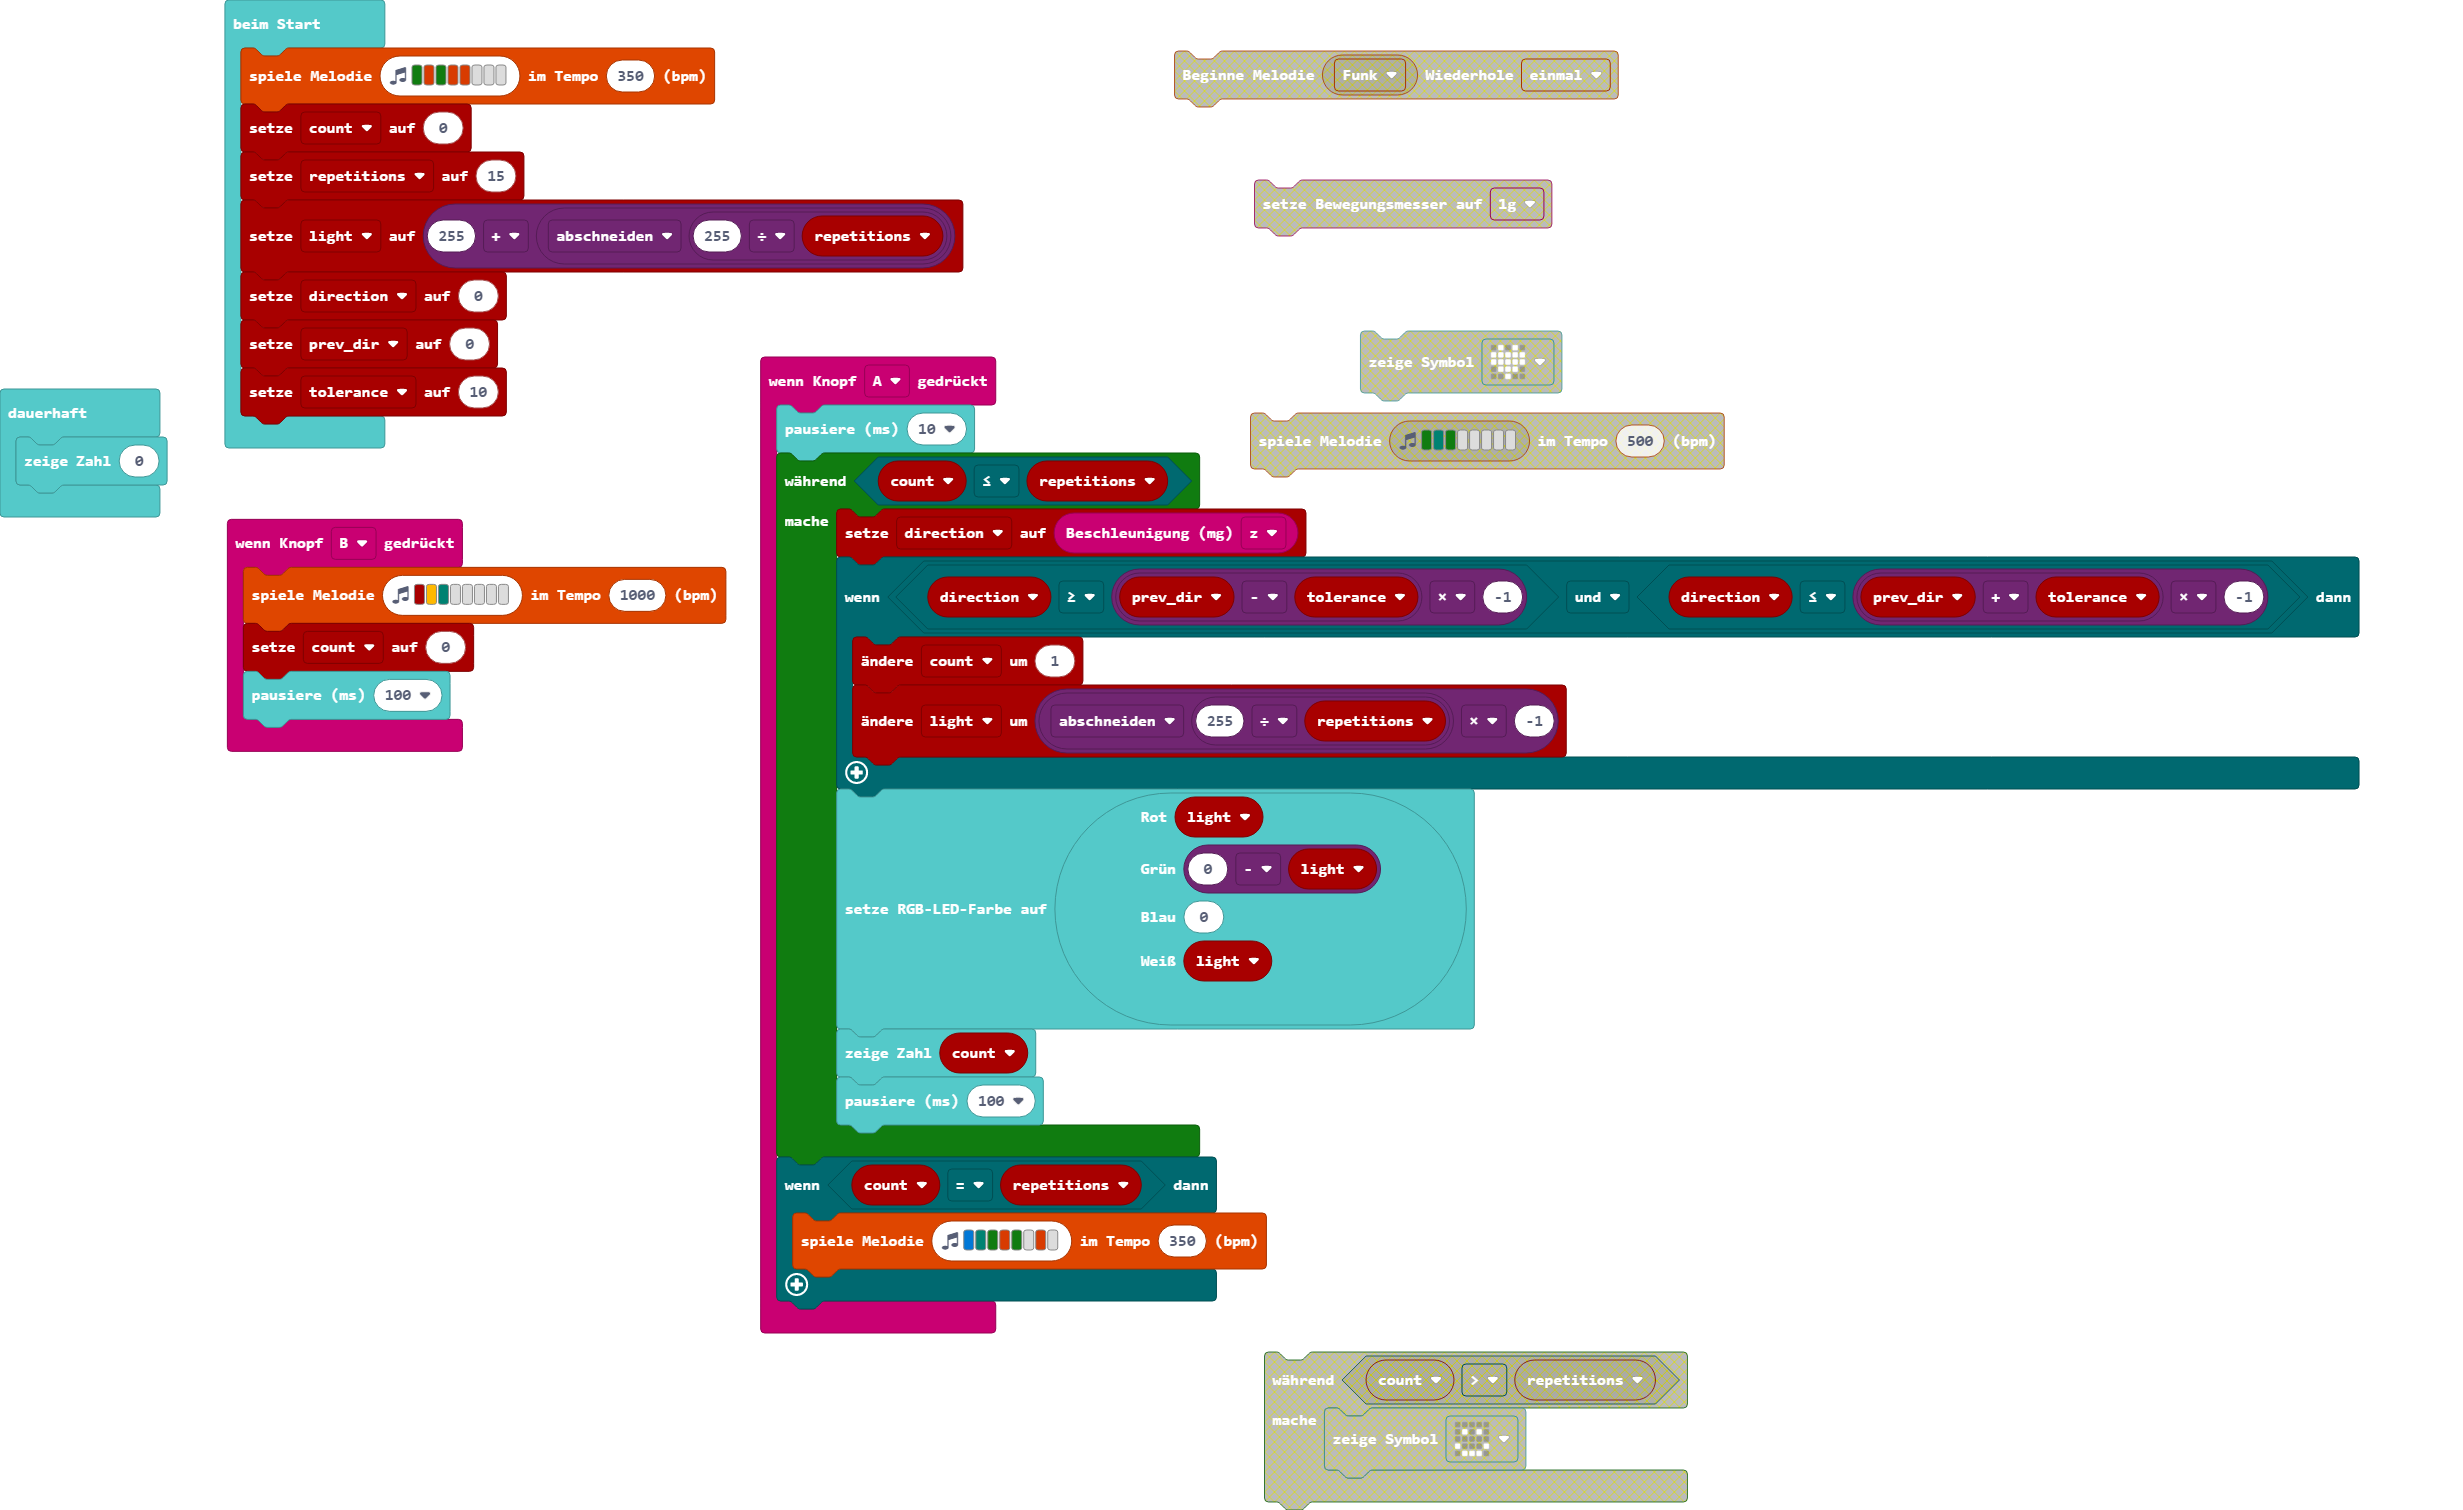 beim Start
spiele Melodie im Tempo 350 (bpm)
setze count auf 0
setze repetitions auf 15
setze light auf 255 + abschneiden 255 ÷ repetitions
setze direction auf 0
setze prev_dir auf 0
setze tolerance auf 10
dauerhaft
zeige Zahl 0
wenn Knopf B gedrückt
spiele Melodie im Tempo 1000 (bpm)
setze count auf 0
pausiere (ms) 100
wenn Knopf A gedrückt
pausiere (ms) 10
während count ≤ repetitions
mache
setze direction auf Beschleunigung (mg) z
wenn direction ≥ prev_dir - tolerance × -1 und direction ≤ prev_dir + tolerance × -1 dann
ändere count um 1
ändere light um abschneiden 255 ÷ repetitions × -1
setze RGB-LED-Farbe auf
Rot light
Grün 0 - light
Blau 0
Weiß light
zeige Zahl count
pausiere (ms) 100
wenn count = repetitions dann
spiele Melodie im Tempo 350 (bpm)
Beginne Melodie Funk Wiederhole einmal
setze Bewegungsmesser auf 1g
zeige Symbol
spiele Melodie im Tempo 500 (bpm)
während count > repetitions
mache
zeige Symbol